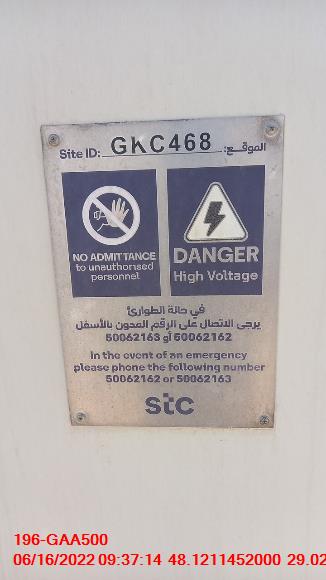 Site ID: GKC468 الموقع:
NO ADMITTANCE
to unauthorised
personnel
DANGER
High Voltage
في حالة الطوارئ
يرجى الاتصال على الرقم المدون بالأسفل
50062162 أو 50062163
In the event of an emergency
please phone the following number
50062162 or 50062163
stc
196-GAA500
06/16/2022 09:37:14 48.1211452000 29.02